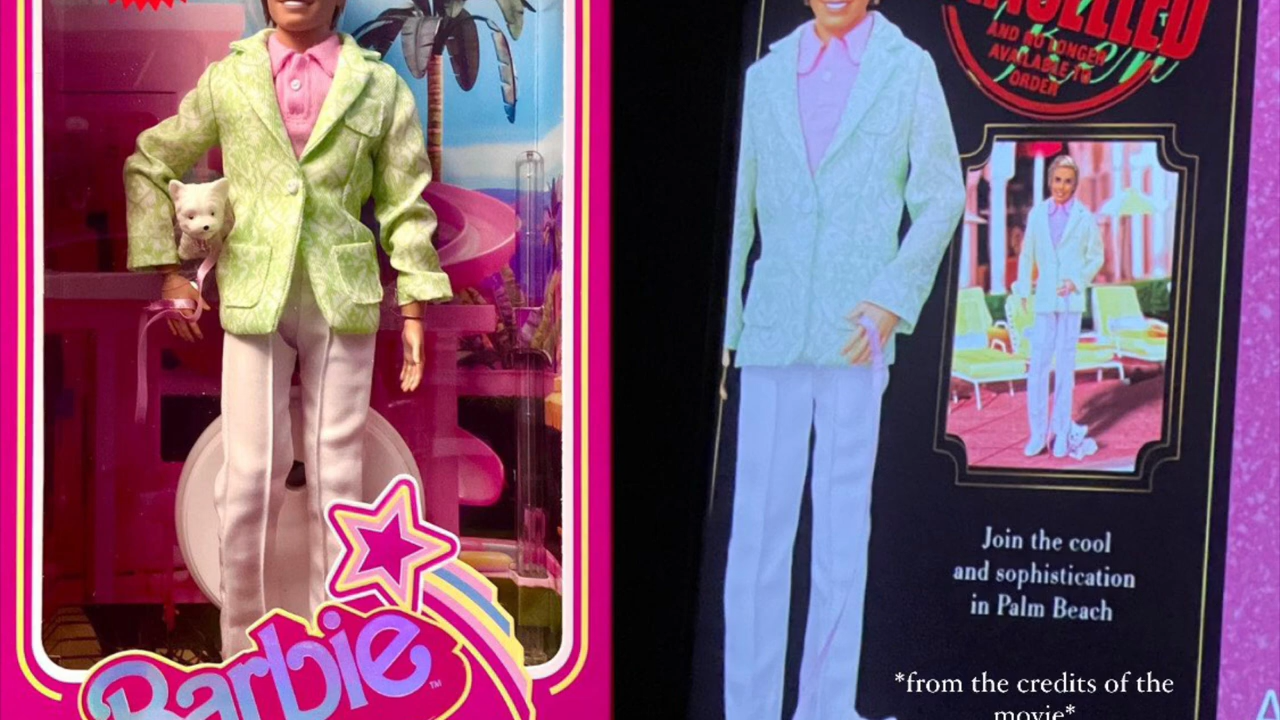 Barbie
TM
AND NO LONGER
AVAILABLE TO
ORDER
Join the cool
and sophistication
in Palm Beach
*from the credits of the
movie*